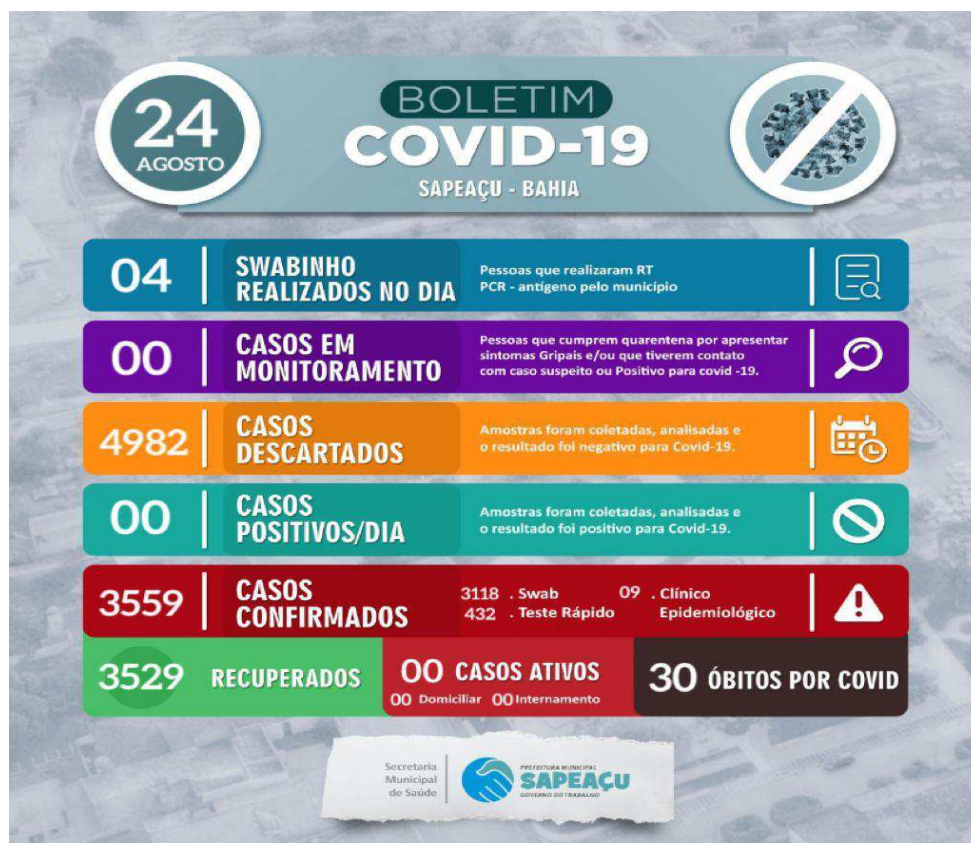 24
AGOSTO
BOLETIM
COVID-19
SAPEAÇU - BAHIA
04
SWABINHO
REALIZADOS NO DIA
Pessoas que realizaram RT
PCR - antígeno pelo município
00
CASOS EM
MONITORAMENTO
Pessoas que cumprem quarentena por apresentar
sintomas Gripais e/ou que tiverem contato
com caso suspeito ou Positivo para covid -19.
4982
CASOS
DESCARTADOS
Amostras foram coletadas, analisadas e
o resultado foi negativo para Covid-19.
00
CASOS
POSITIVOS/DIA
Amostras foram coletadas, analisadas e
o resultado foi positivo para Covid-19.
3559
CASOS
CONFIRMADOS
3118 . Swab
432 . Teste Rápido
09 . Clínico
Epidemiológico
3529 RECUPERADOS
00 CASOS ATIVOS
00 Domiciliar 00 Internamento
30 ÓBITOS POR COVID
Secretaria
Municipal
de Saúde
PREFEITURA MUNICIPAL
SAPEAÇU
GOVERNO DO TRABALHO